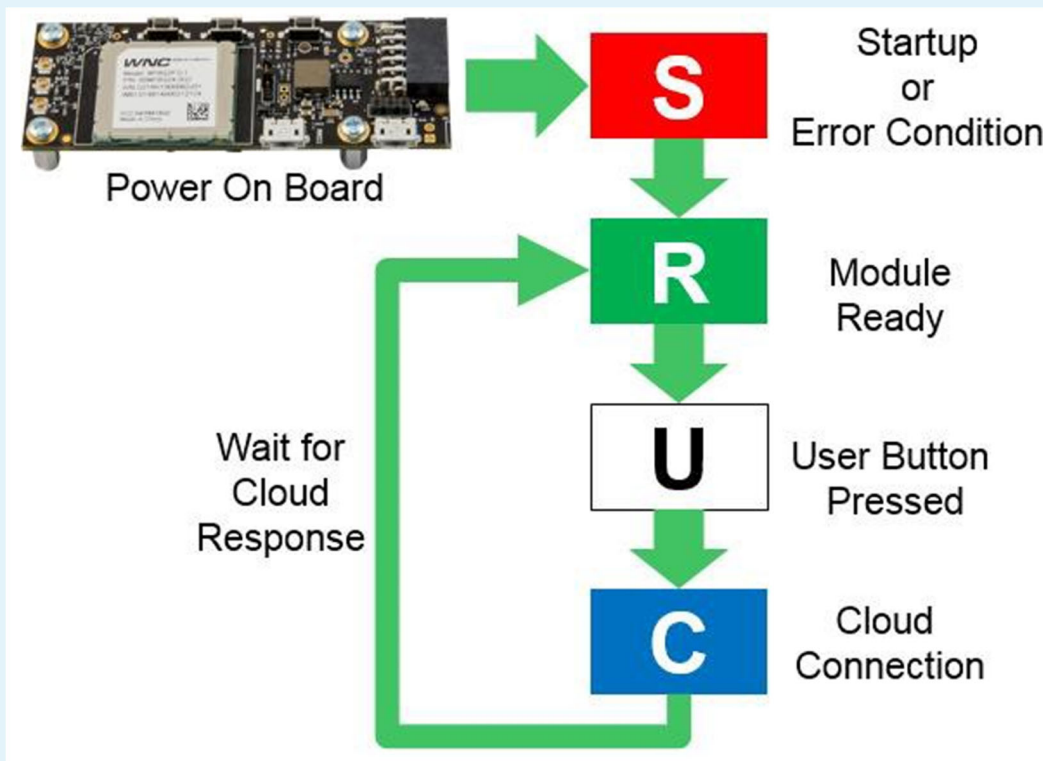 WNC
Power On Board
S
Startup
or
Error Condition
R
Module
Ready
U
User Button
Pressed
Wait for
Cloud
Response
C
Cloud
Connection